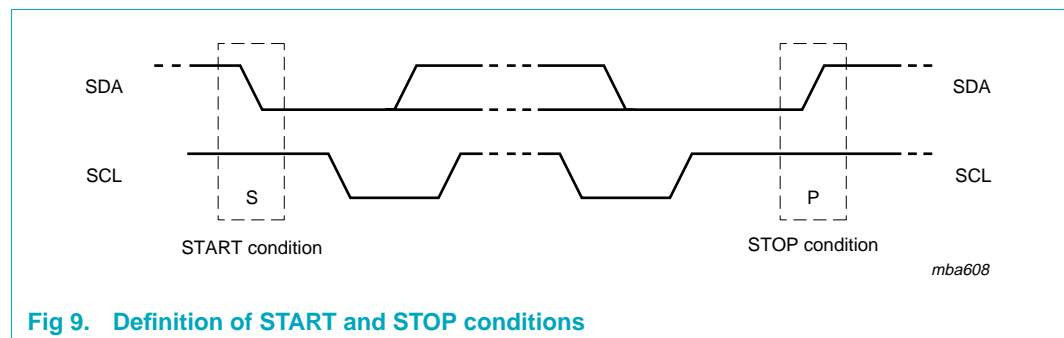 SDA SDA
SCL SCL
S P
START condition STOP condition
mba608
Fig 9. Definition of START and STOP conditions